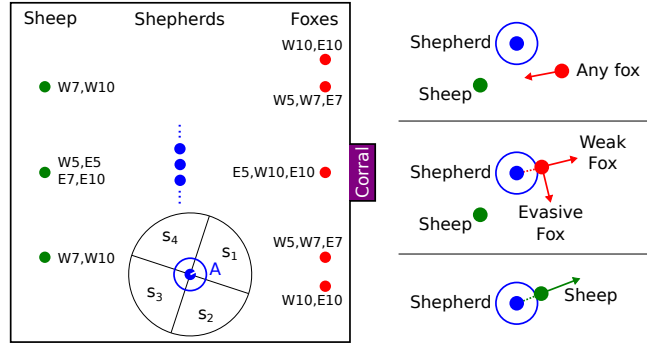 Sheep
Shepherds
Foxes
W10,E10
W7,W10
W5,W7,E7
W5,E5
E7,E10
E5,W10,E10
Corral
W7,W10
W5,W7,E7
W10,E10
s4
s1
A
s3
s2
Shepherd
Any fox
Sheep
Weak
Fox
Shepherd
Sheep
Evasive
Fox
Shepherd
Sheep